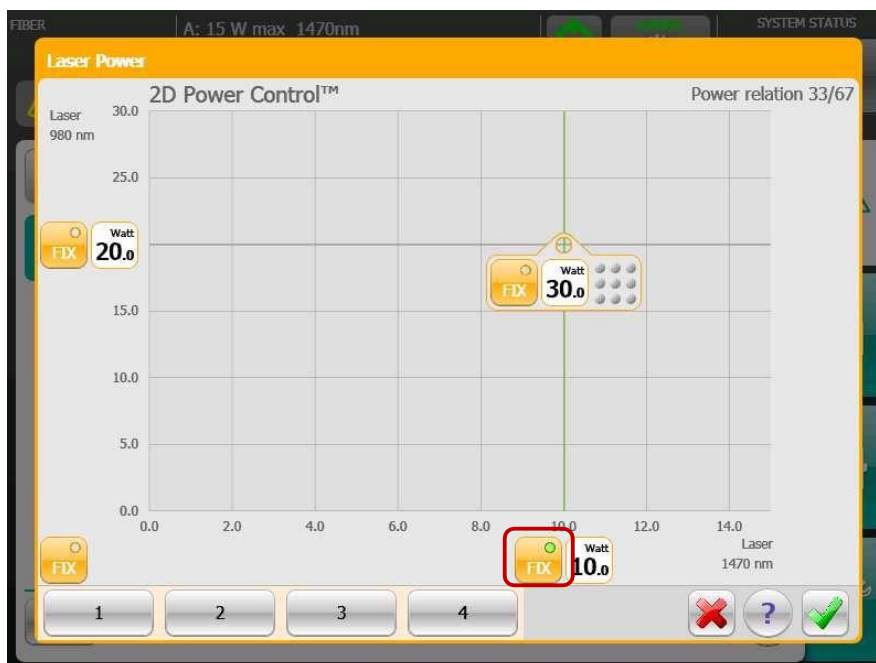 FIBER
A: 15 W max 1470nm
SYSTEM STATUS
Laser Power
2D Power Control™
Power relation 33/67
Laser
980 nm
30.0
25.0
FIX
Watt
20.0
FIX
Watt
30.0
15.0
10.0
5.0
0.0
0.0 2.0 4.0 6.0 8.0 10.0 12.0 14.0
FIX
FIX
Watt
10.0
Laser
1470 nm
1 2 3 4
?